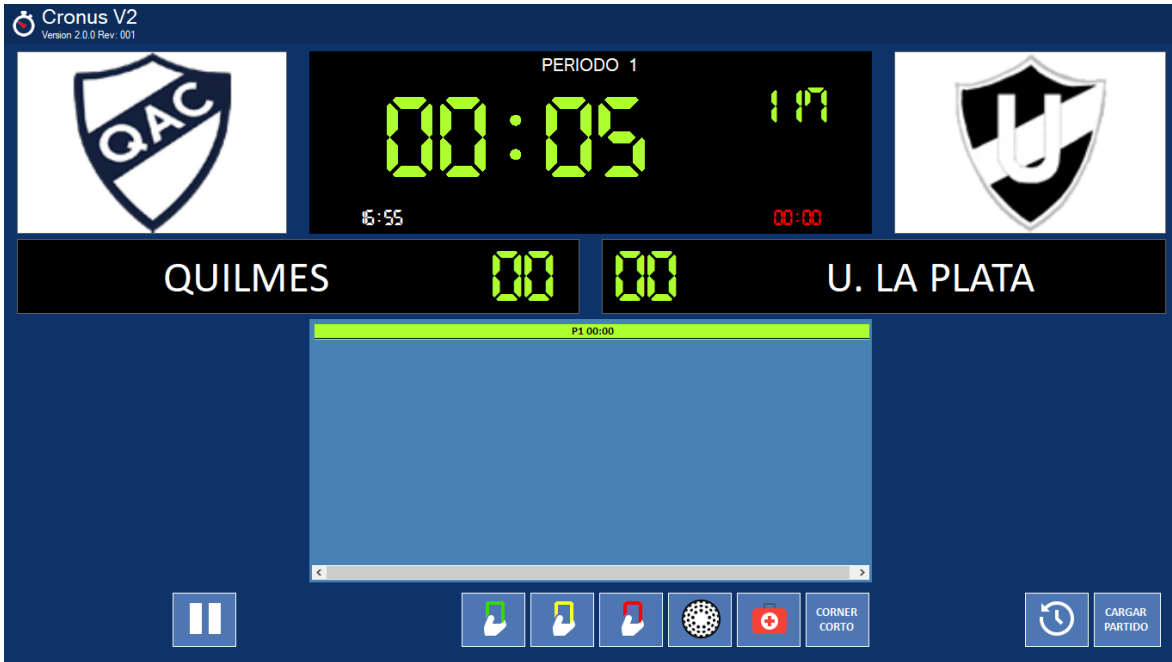 Cronus V2
Version 2.0.0 Rev: 001
QAC
PERIODO 1
00:05
117
16:55
00:00
U
QUILMES
00
00
U. LA PLATA
P1 00:00
CORNER
CORTO
CARGAR
PARTIDO